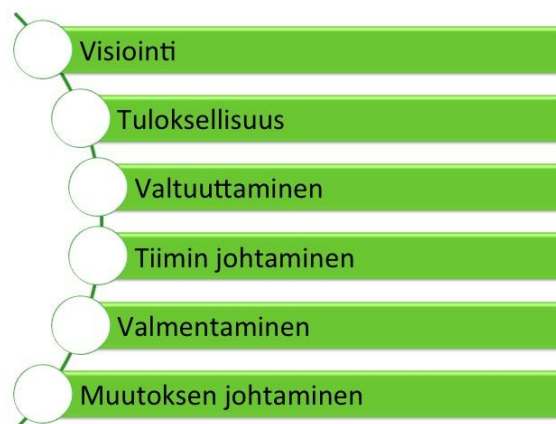 Visiointi
Tuloksellisuus
Valtuuttaminen
Tiimin johtaminen
Valmentaminen
Muutoksen johtaminen